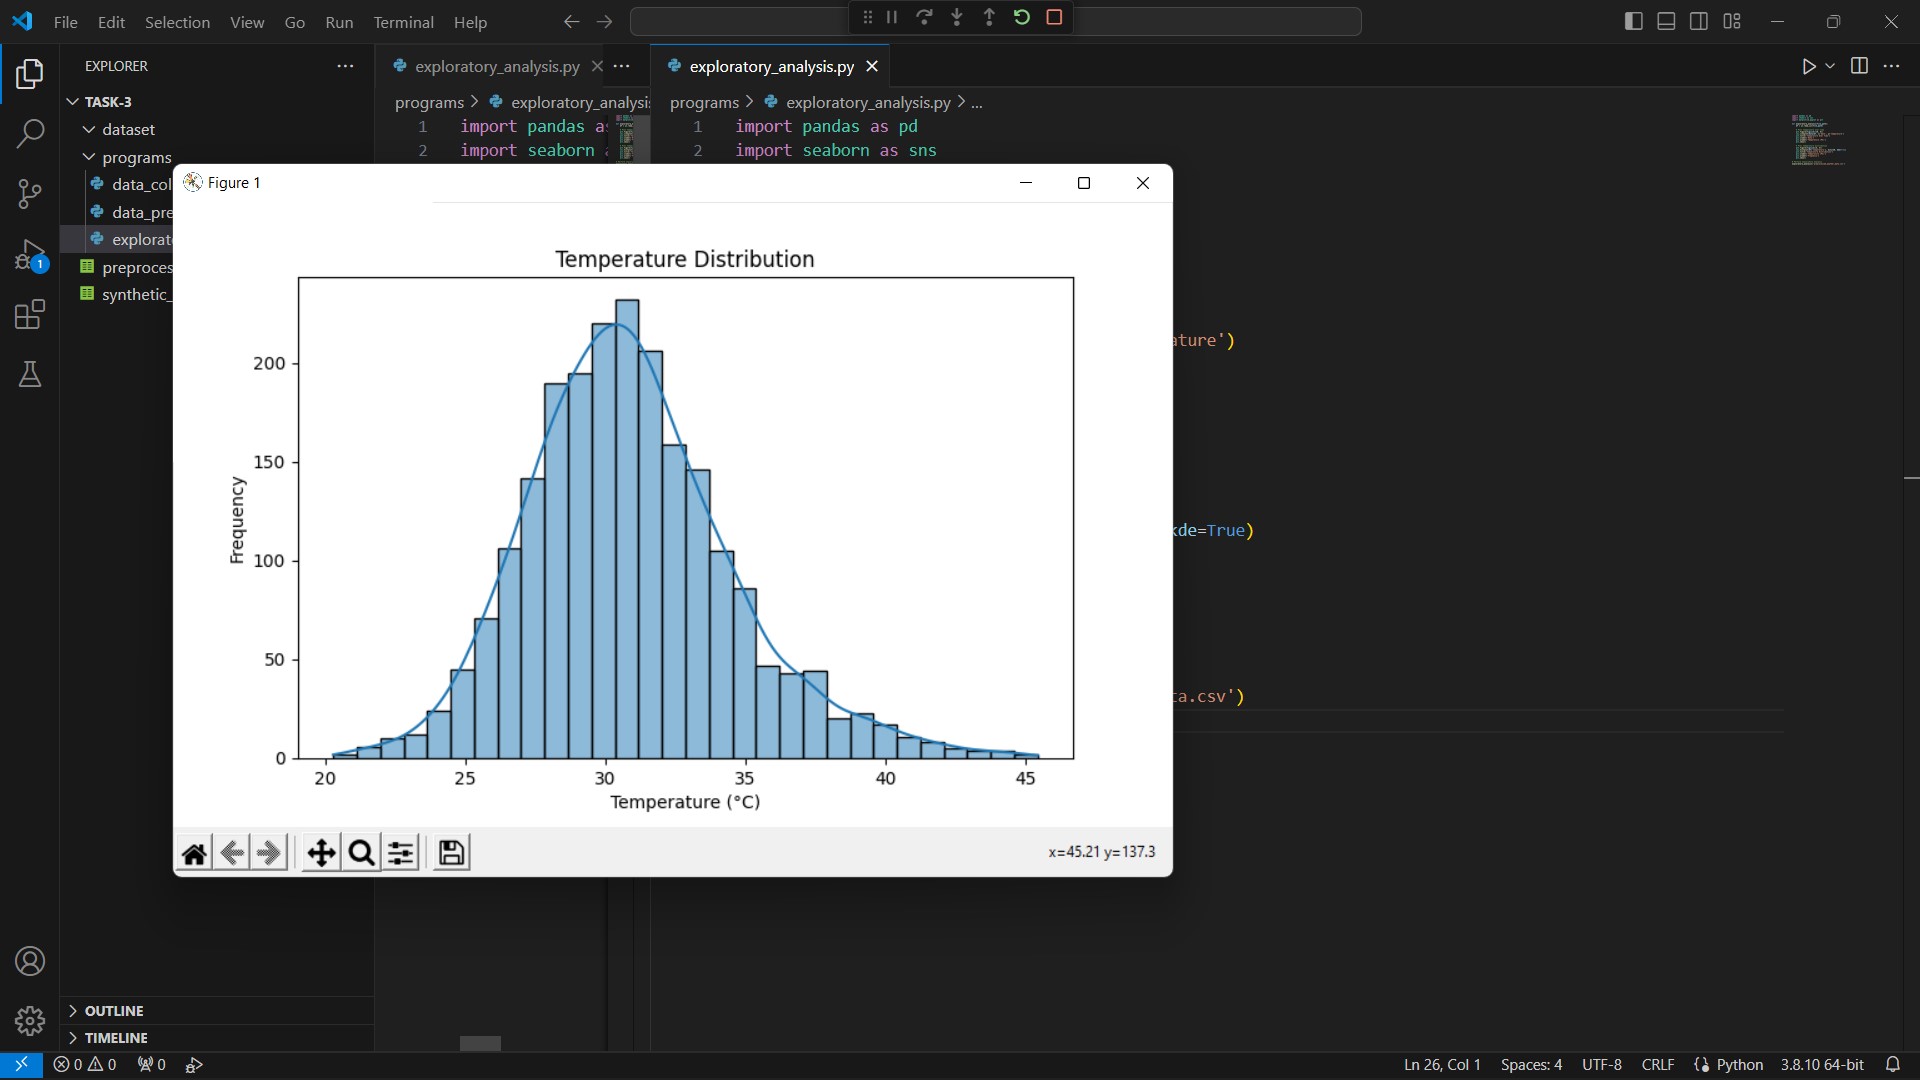 File Edit Selection View Go Run Terminal Help
EXPLORER
exploratory_analysis.py
exploratory_analysis.py
TASK-3
programs > exploratory_analysi
programs > exploratory_analysis.py > ...
dataset
1 import pandas as
1 import pandas as pd
2 import seaborn a
2 import seaborn as sns
programs
data_col
data_pre
explorat
preproces
synthetic_
1
Figure 1
Temperature Distribution
Frequency
200
150
100
50
0
20 25 30 35 40 45
Temperature (°C)
x=45.21 y=137.3
ature')
kde=True)
ta.csv')
OUTLINE
TIMELINE
0 0 0
Ln 26, Col 1 Spaces: 4 UTF-8 CRLF Python 3.8.10 64-bit